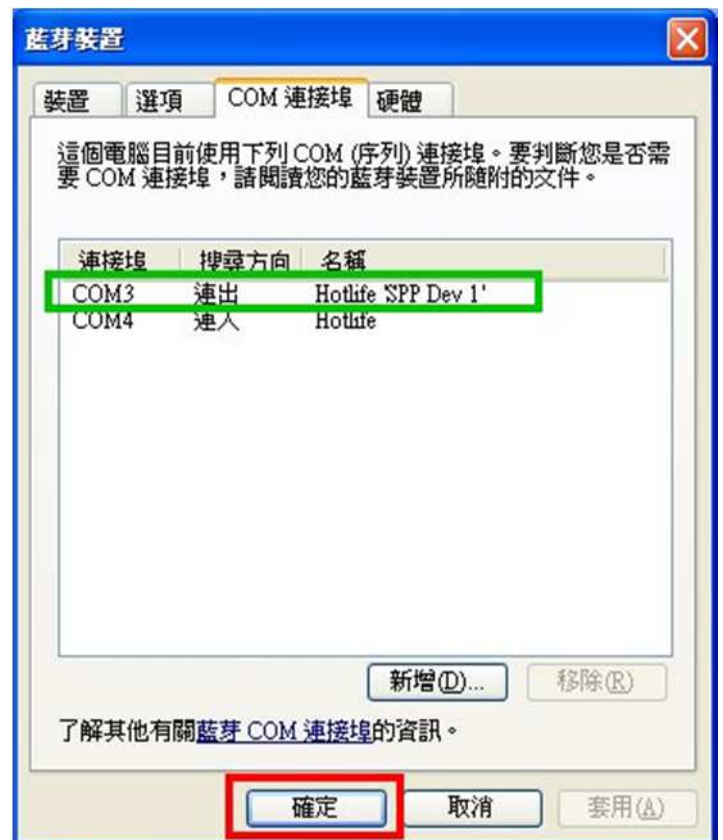 藍芽裝置
裝置 選項 COM 連接埠 硬體
這個電腦目前使用下列 COM (序列) 連接埠。要判斷您是否需
要 COM 連接埠，請閱讀您的藍芽裝置所隨附的文件。
連接埠 搜尋方向 名稱
COM3 連出 Hotlife 'SPP Dev 1'
COM4 連入 Hotlife
新增(D)... 移除(R)
了解其他有關藍芽 COM 連接埠的資訊。
確定 取消 套用(A)